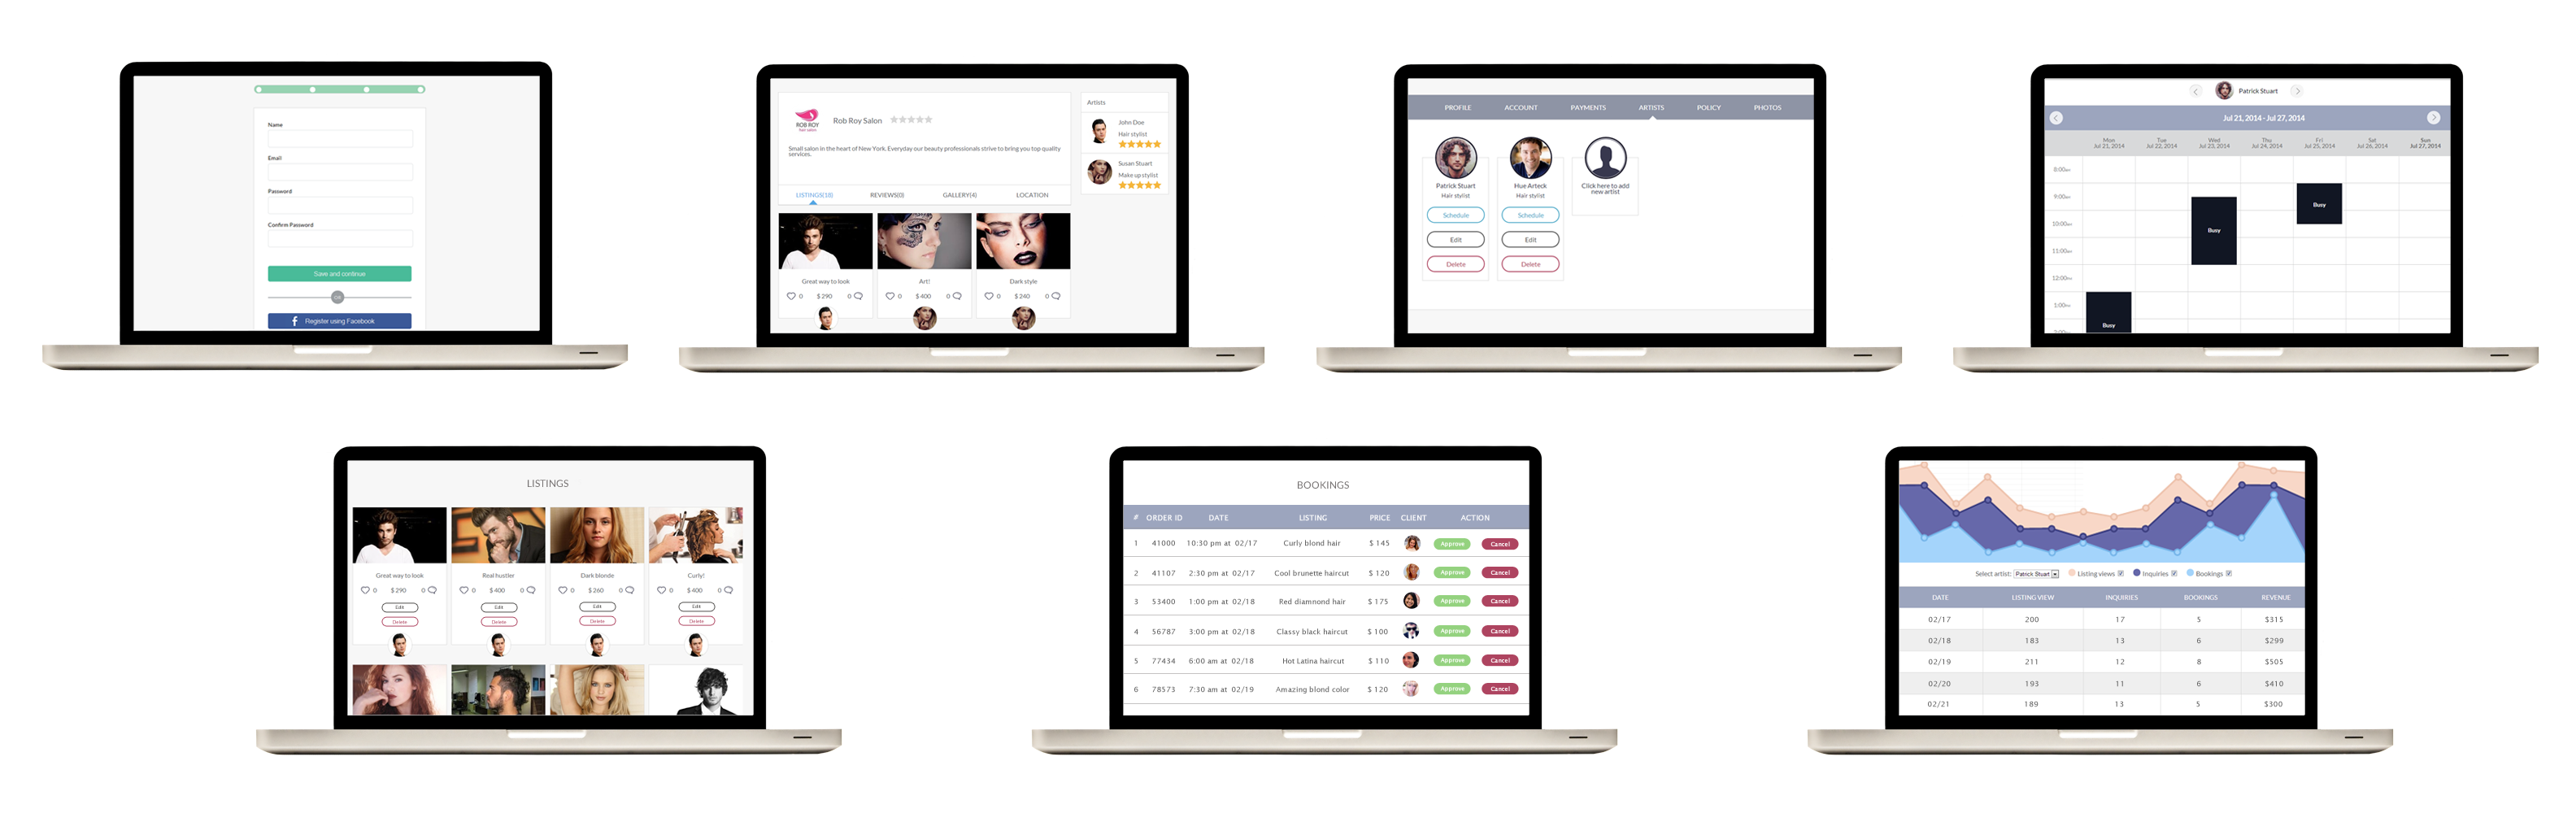 Name
Email
Password
Confirm Password
Save and continue
OR
Register using Facebook
ROB ROY
hair salon
Rob Roy Salon
Small salon in the heart of New York. Everyday our beauty professionals strive to bring you top quality
services.
LISTINGS(18) REVIEWS(0) GALLERY(4) LOCATION
Great way to look Art! Dark style
0 $290 0 0 $400 0 0 $240 0
Artists
John Doe
Hair stylist
Susan Stuart
Make up stylist
PROFILE ACCOUNT PAYMENTS ARTISTS POLICY PHOTOS
Patrick Stuart Hue Arteck Click here to add
Hair stylist Hair stylist new artist
Schedule Schedule
Edit Edit
Delete Delete
Patrick Stuart
Jul 21, 2014 - Jul 27, 2014
Mon Tue Wed Thu Fri Sat Sun
Jul 21, 2014 Jul 22, 2014 Jul 23, 2014 Jul 24, 2014 Jul 25, 2014 Jul 26, 2014 Jul 27, 2014
8:00am
9:00am
Busy
10:00am
Busy
11:00am
12:00pm
1:00pm
Busy
2:00pm
LISTINGS
Great way to look Real hustler Dark blonde Curly!
0 $290 0 0 $400 0 0 $260 0 0 $400 0
Edit Edit Edit Edit
Delete Delete Delete Delete
BOOKINGS
# ORDER ID DATE LISTING PRICE CLIENT ACTION
1 41000 10:30 pm at 02/17 Curly blond hair $ 145 Approve Cancel
2 41107 2:30 pm at 02/17 Cool brunette haircut $ 120 Approve Cancel
3 53400 1:00 pm at 02/18 Red diamnond hair $ 175 Approve Cancel
4 56787 3:00 pm at 02/18 Classy black haircut $ 100 Approve Cancel
5 77434 6:00 am at 02/18 Hot Latina haircut $ 110 Approve Cancel
6 78573 7:30 am at 02/19 Amazing blond color $ 120 Approve Cancel
Select artist: Patrick Stuart Listing views Inquiries Bookings
DATE LISTING VIEW INQUIRIES BOOKINGS REVENUE
02/17 200 17 5 $315
02/18 183 13 6 $299
02/19 211 12 8 $505
02/20 193 11 6 $410
02/21 189 13 5 $300